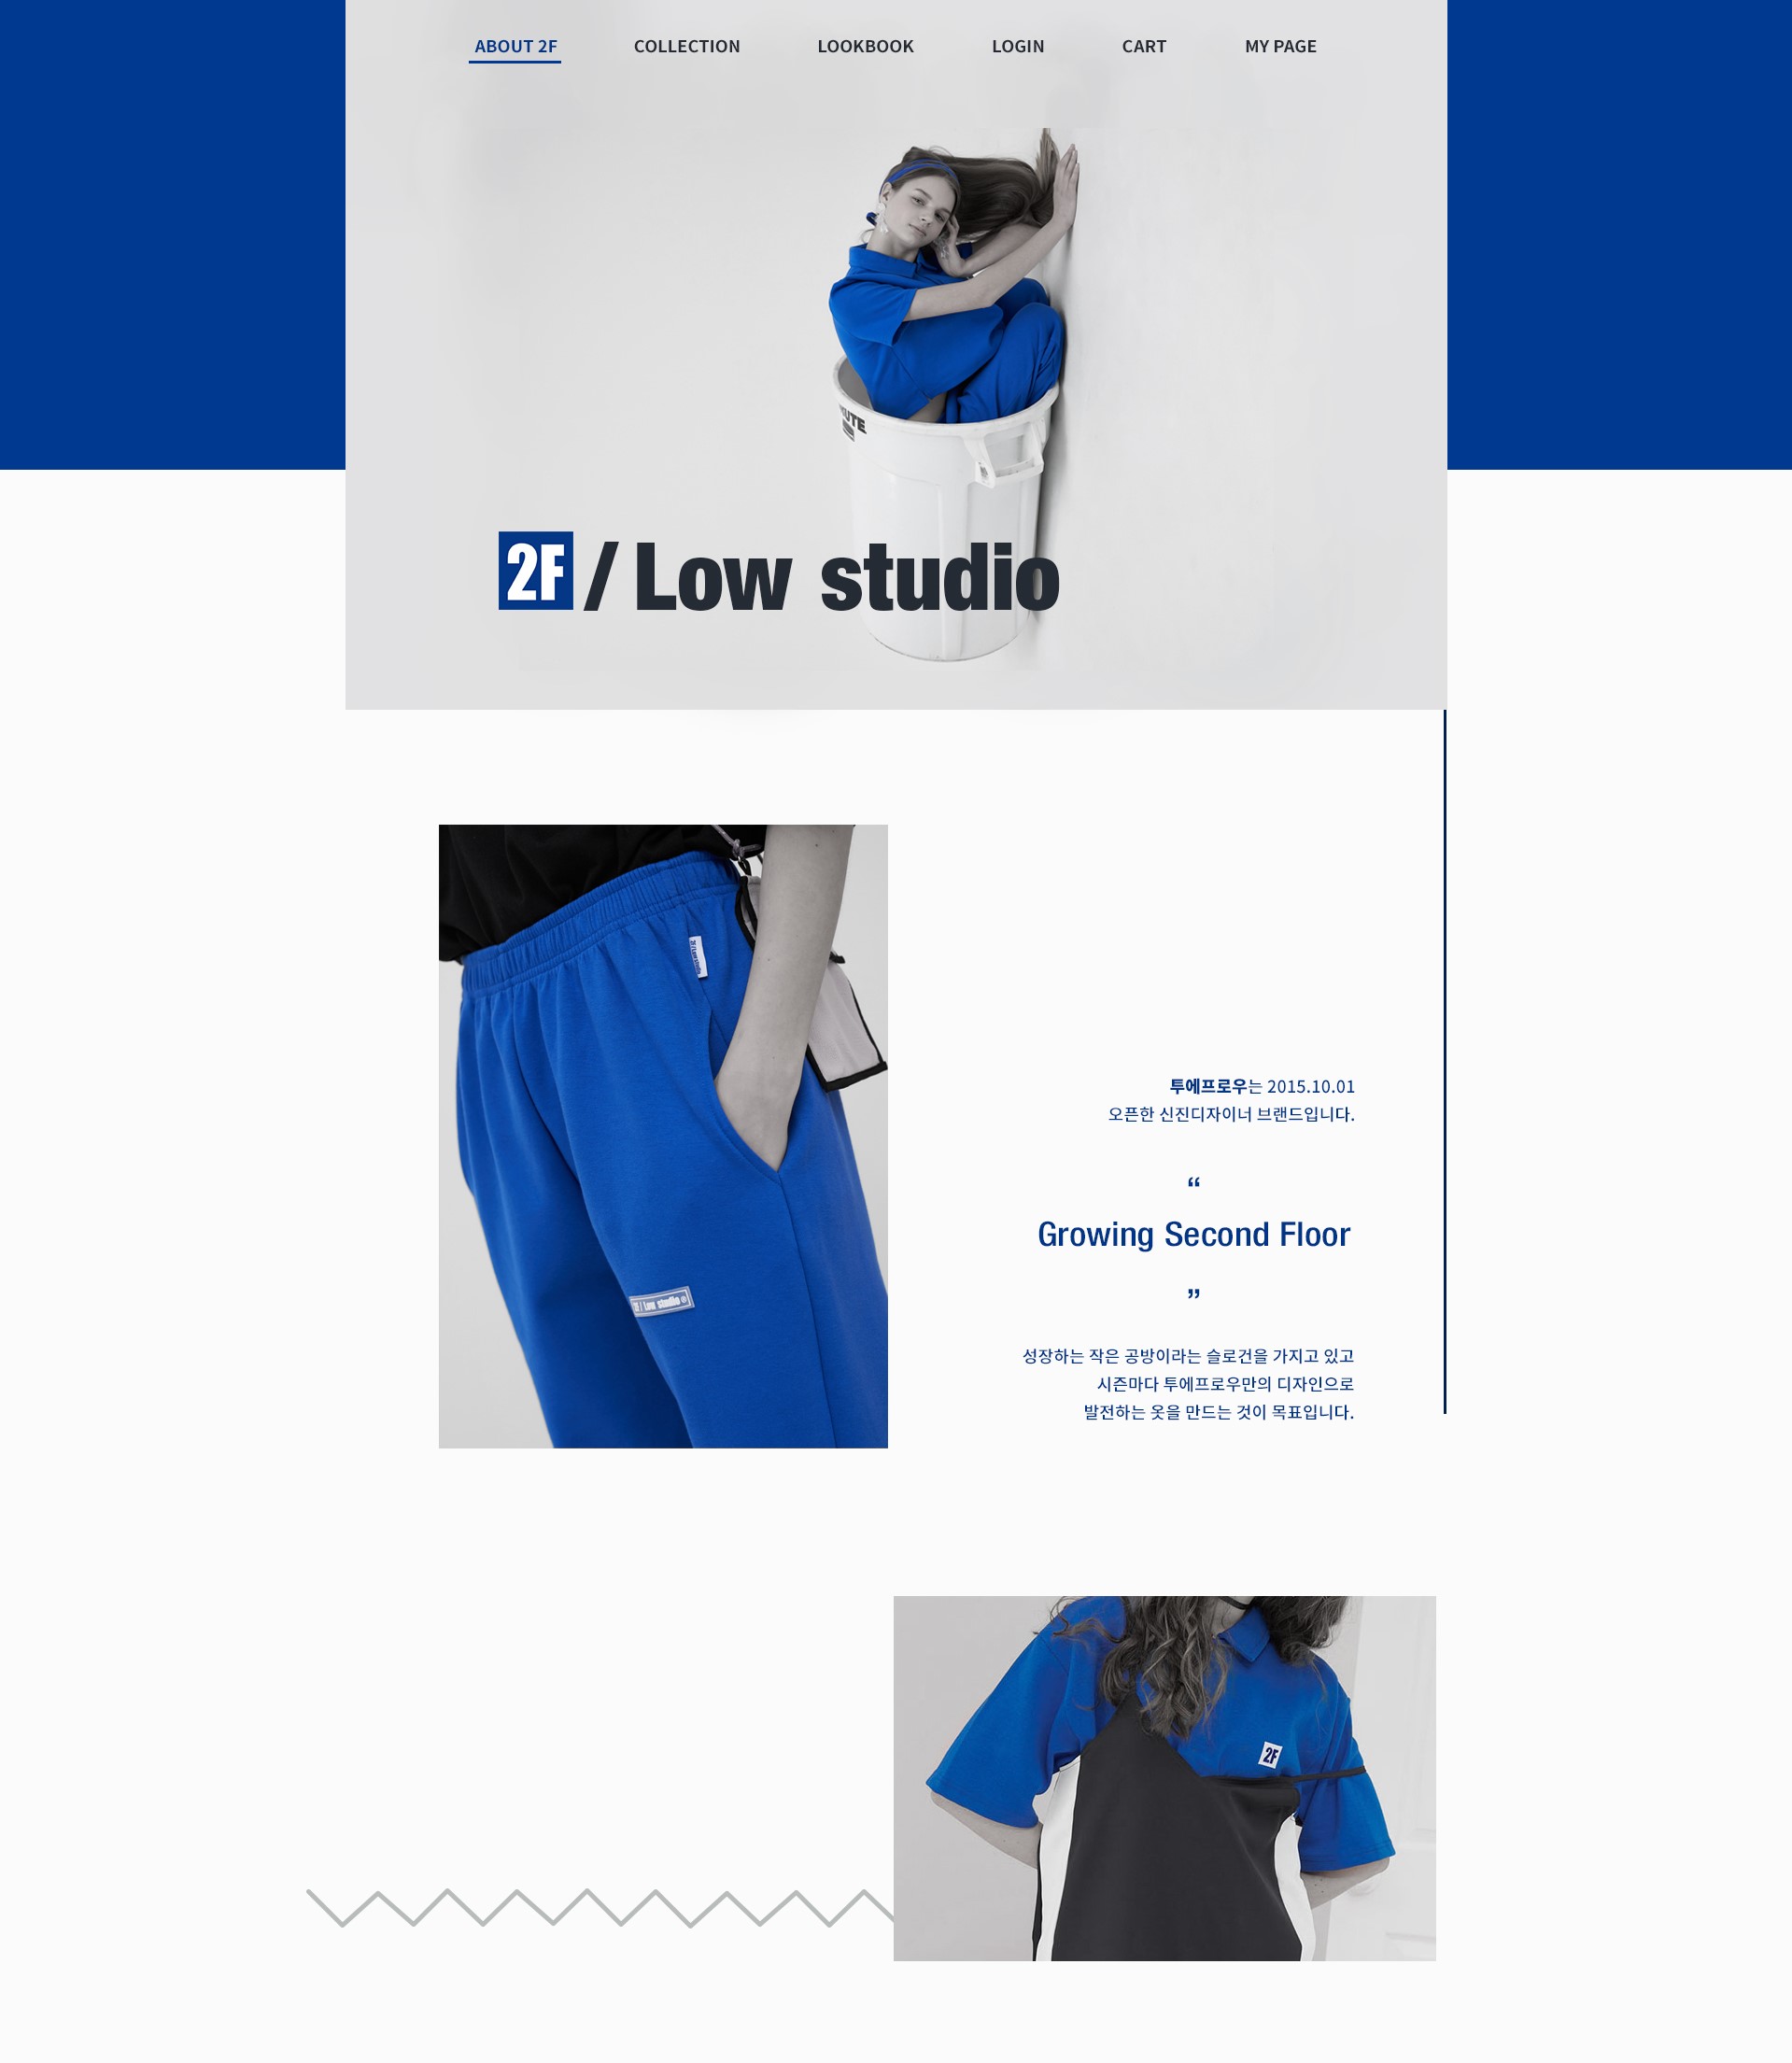 ABOUT 2F COLLECTION LOOKBOOK LOGIN CART MY PAGE
2F / Low studio
투에프로우는 2015.10.01
오픈한 신진디자이너 브랜드입니다.
“
Growing Second Floor
”
2F / Low studio
성장하는 작은 공방이라는 슬로건을 가지고 있고
시즌마다 투에프로우만의 디자인으로
발전하는 옷을 만드는 것이 목표입니다.
2F